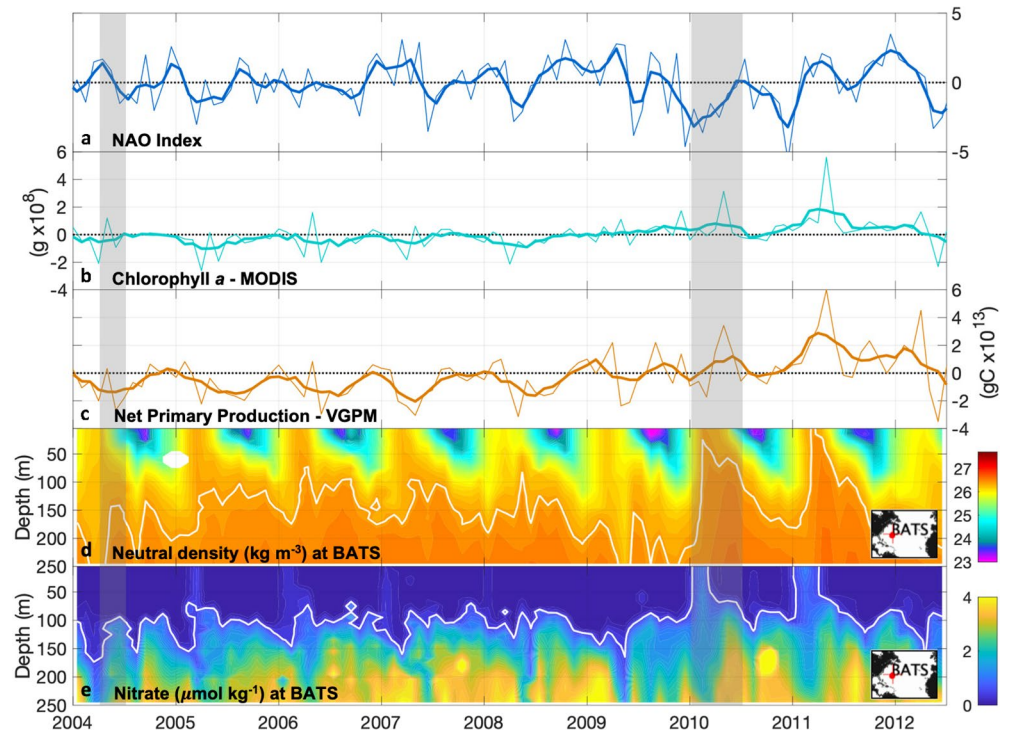 5
0
-5
a NAO Index
6
4
2
0
-2
-4
(g x10⁸)
b Chlorophyll a - MODIS
6
4
2
0
-2
-4
(gC x10¹³)
c Net Primary Production - VGPM
50
100
150
200
250
Depth (m)
d Neutral density (kg m⁻³) at BATS
BATS
27
26
25
24
23
50
100
150
200
250
Depth (m)
e Nitrate (μmol kg⁻¹) at BATS
BATS
4
2
0
2004 2005 2006 2007 2008 2009 2010 2011 2012